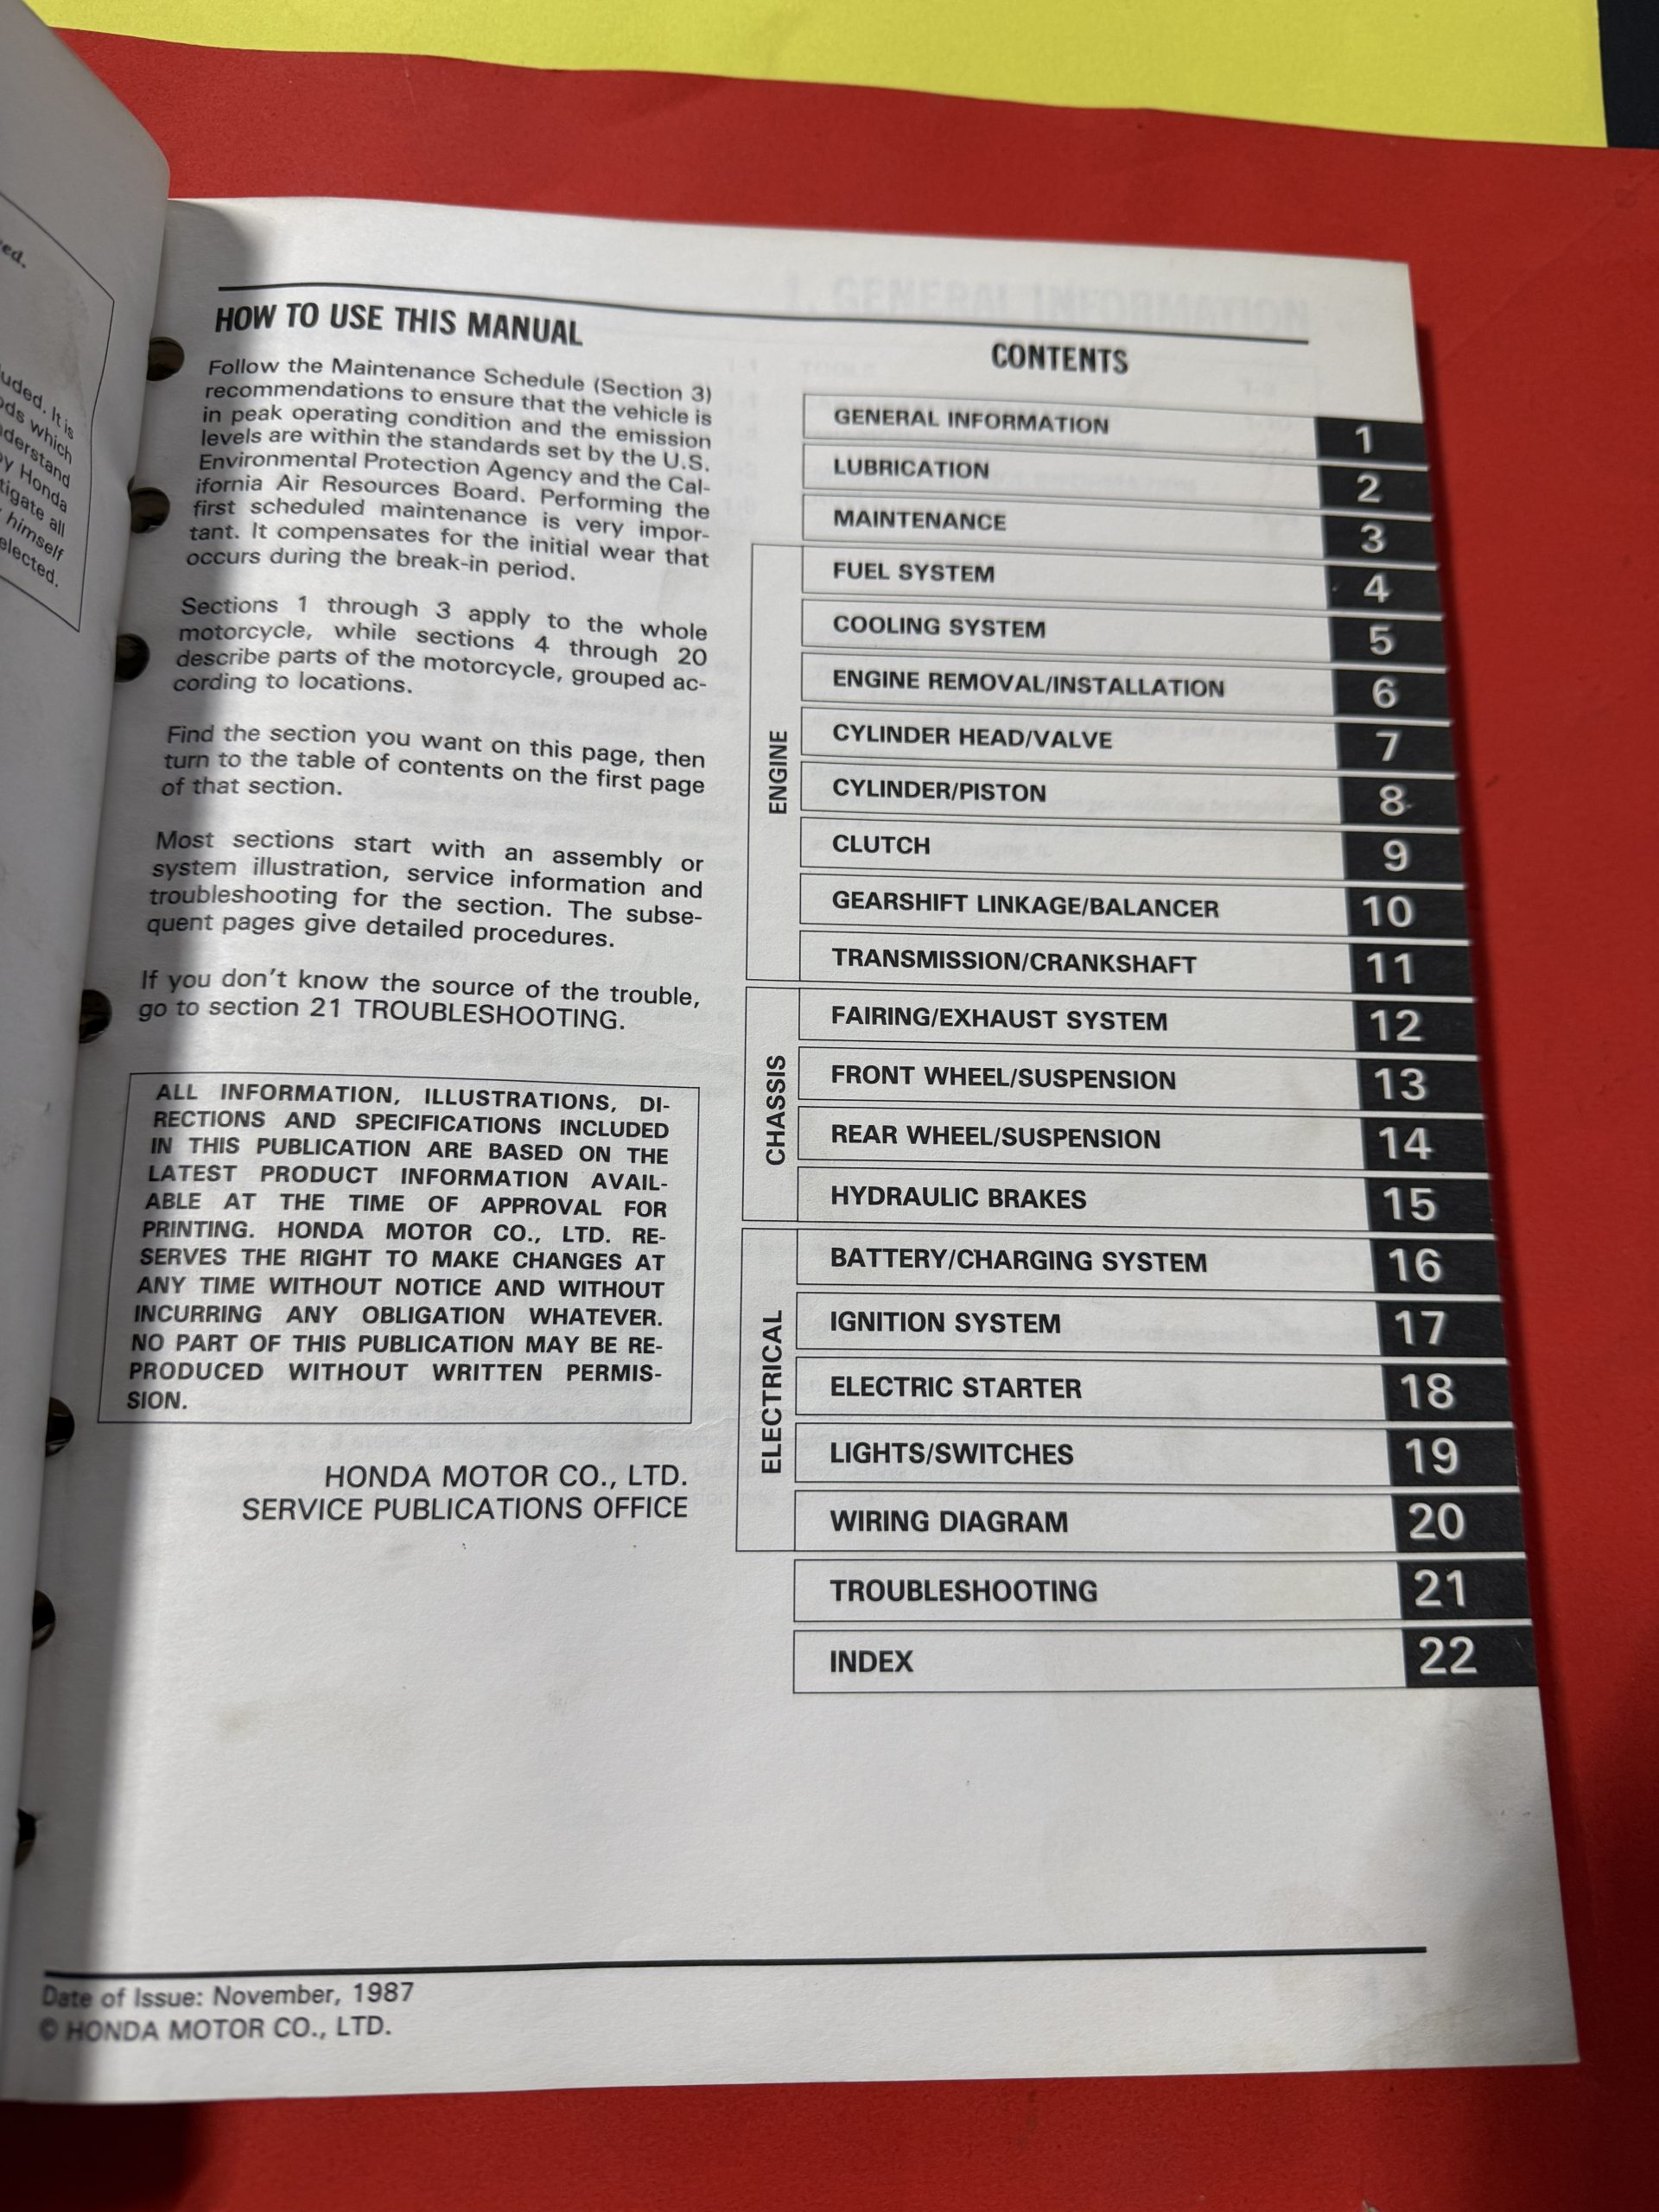 ed.
uded. It is
ods which
derstand
y Honda
tigate all
himself
elected.
HOW TO USE THIS MANUAL
Follow the Maintenance Schedule (Section 3)
recommendations to ensure that the vehicle is
in peak operating condition and the emission
levels are within the standards set by the U.S.
Environmental Protection Agency and the Cal-
ifornia Air Resources Board. Performing the
first scheduled maintenance is very impor-
tant. It compensates for the initial wear that
occurs during the break-in period.
Sections 1 through 3 apply to the whole
motorcycle, while sections 4 through 20
describe parts of the motorcycle, grouped ac-
cording to locations.
Find the section you want on this page, then
turn to the table of contents on the first page
of that section.
Most sections start with an assembly or
system illustration, service information and
troubleshooting for the section. The subse-
quent pages give detailed procedures.
If you don't know the source of the trouble,
go to section 21 TROUBLESHOOTING.
ALL INFORMATION, ILLUSTRATIONS, DI-
RECTIONS AND SPECIFICATIONS INCLUDED
IN THIS PUBLICATION ARE BASED ON THE
LATEST PRODUCT INFORMATION AVAIL-
ABLE AT THE TIME OF APPROVAL FOR
PRINTING. HONDA MOTOR CO., LTD. RE-
SERVES THE RIGHT TO MAKE CHANGES AT
ANY TIME WITHOUT NOTICE AND WITHOUT
INCURRING ANY OBLIGATION WHATEVER.
NO PART OF THIS PUBLICATION MAY BE RE-
PRODUCED WITHOUT WRITTEN PERMIS-
SION.
HONDA MOTOR CO., LTD.
SERVICE PUBLICATIONS OFFICE
CONTENTS
GENERAL INFORMATION 1
LUBRICATION 2
MAINTENANCE 3
ENGINE
FUEL SYSTEM 4
COOLING SYSTEM 5
ENGINE REMOVAL/INSTALLATION 6
CYLINDER HEAD/VALVE 7
CYLINDER/PISTON 8
CLUTCH 9
GEARSHIFT LINKAGE/BALANCER 10
TRANSMISSION/CRANKSHAFT 11
CHASSIS
FAIRING/EXHAUST SYSTEM 12
FRONT WHEEL/SUSPENSION 13
REAR WHEEL/SUSPENSION 14
HYDRAULIC BRAKES 15
ELECTRICAL
BATTERY/CHARGING SYSTEM 16
IGNITION SYSTEM 17
ELECTRIC STARTER 18
LIGHTS/SWITCHES 19
WIRING DIAGRAM 20
TROUBLESHOOTING 21
INDEX 22
Date of Issue: November, 1987
© HONDA MOTOR CO., LTD.